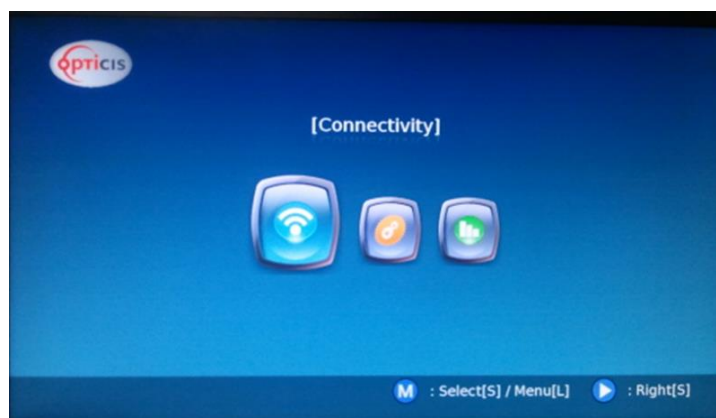 OPTICIS
[Connectivity]
M : Select[S] / Menu[L] : Right[S]